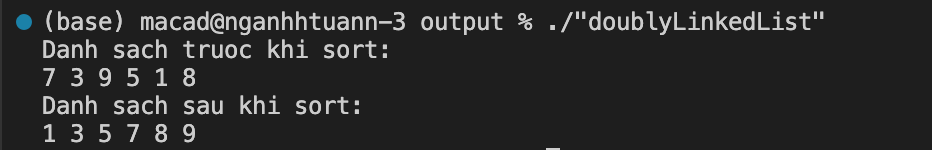 (base) macad@nganhhtuann-3 output % ./"doublyLinkedList"
Danh sach truoc khi sort:
7 3 9 5 1 8
Danh sach sau khi sort:
1 3 5 7 8 9